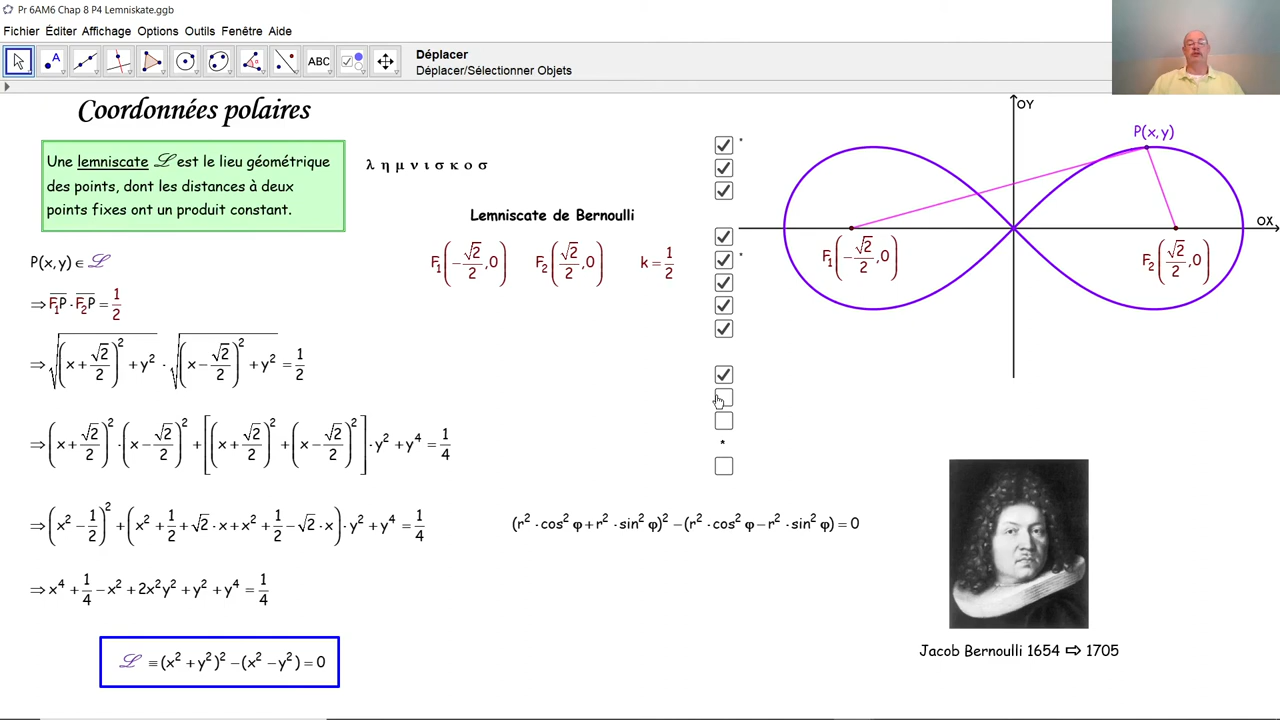 Pr 6AM6 Chap 8 P4 Lemniskate.ggb
Fichier Éditer Affichage Options Outils Fenêtre Aide
A
ABC
Déplacer
Déplacer/Sélectionner Objets
Coordonnées polaires
Une lemniscate ℒ est le lieu géométrique
des points, dont les distances à deux
points fixes ont un produit constant.
λ η μ ν ι σ κ ο σ
Lemniscate de Bernoulli
F₁(−√2/2,0) F₂(√2/2,0) k=1/2
P(x,y)∈ℒ
⇒F₁P·F₂P=1/2
⇒√((x+√2/2)²+y²)·√((x−√2/2)²+y²)=1/2
⇒(x+√2/2)²·(x−√2/2)²+[(x+√2/2)²+(x−√2/2)²]·y²+y⁴=1/4
⇒(x²−1/2)²+(x²+1/2+√2·x+x²+1/2−√2·x)·y²+y⁴=1/4
⇒x⁴+1/4−x²+2x²y²+y²+y⁴=1/4
ℒ≡(x²+y²)²−(x²−y²)=0
(r²·cos²φ+r²·sin²φ)²−(r²·cos²φ−r²·sin²φ)=0
*
*
*
OY
P(x,y)
OX
F₁(−√2/2,0)
F₂(√2/2,0)
Jacob Bernoulli 1654 ⇨ 1705